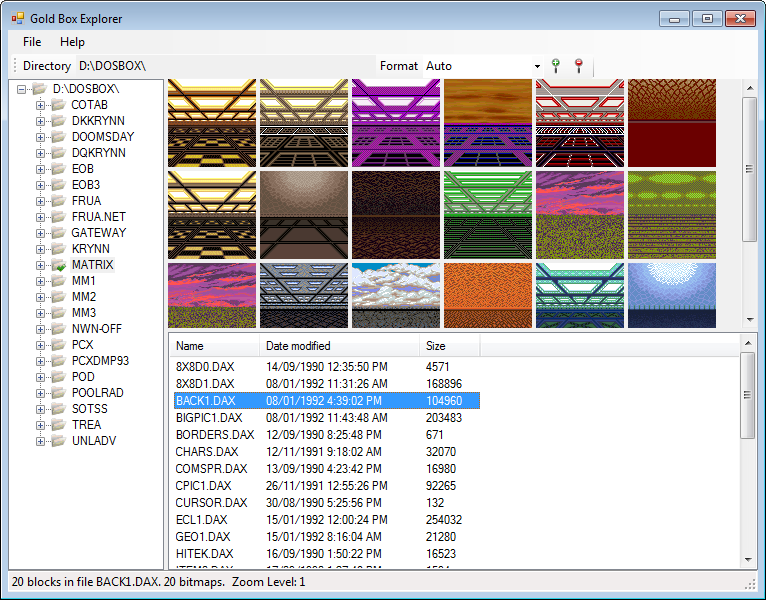 Gold Box Explorer
File Help
Directory D:\DOSBOX\ Format Auto
D:\DOSBOX\
COTAB
DKKRYNN
DOOMSDAY
DQKRYNN
EOB
EOB3
FRUA
FRUA.NET
GATEWAY
KRYNN
MATRIX
MM1
MM2
MM3
NWN-OFF
PCX
PCXDMP93
POD
POOLRAD
SOTSS
TREA
UNLADV
Name Date modified Size
8X8D0.DAX 14/09/1990 12:35:50 PM 4571
8X8D1.DAX 08/01/1992 11:31:26 AM 168896
BACK1.DAX 08/01/1992 4:39:02 PM 104960
BIGPIC1.DAX 08/01/1992 11:43:48 AM 203483
BORDERS.DAX 12/09/1990 8:25:48 PM 671
CHARS.DAX 12/11/1991 9:18:02 AM 32070
COMSPR.DAX 13/09/1990 4:23:42 PM 16980
CPIC1.DAX 26/11/1991 12:55:26 PM 92265
CURSOR.DAX 30/08/1990 5:25:56 PM 132
ECL1.DAX 15/01/1992 12:00:24 PM 254032
GEO1.DAX 15/01/1992 8:16:04 AM 21280
HITEK.DAX 16/09/1990 1:50:22 PM 16523
20 blocks in file BACK1.DAX. 20 bitmaps. Zoom Level: 1